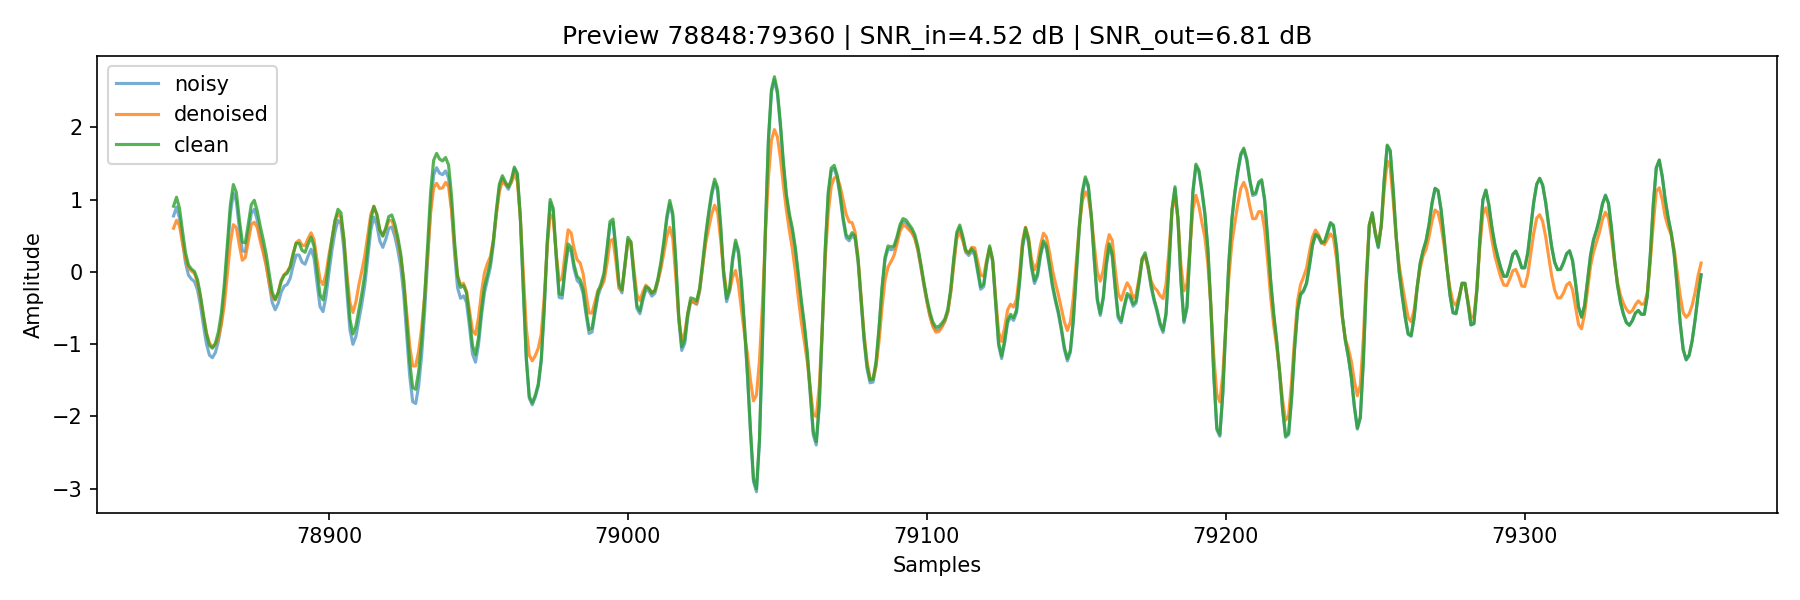 Preview 78848:79360 | SNR_in=4.52 dB | SNR_out=6.81 dB
noisy
denoised
clean
Amplitude
2
1
0
−1
−2
−3
78900
79000
79100
79200
79300
Samples